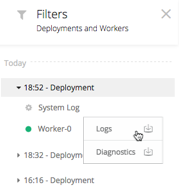 Filters
Deployments and Workers
Today
18:52 - Deployment
System Log
Worker-0
Logs
Diagnostics
18:32 - Deploym
16:16 - Deployment